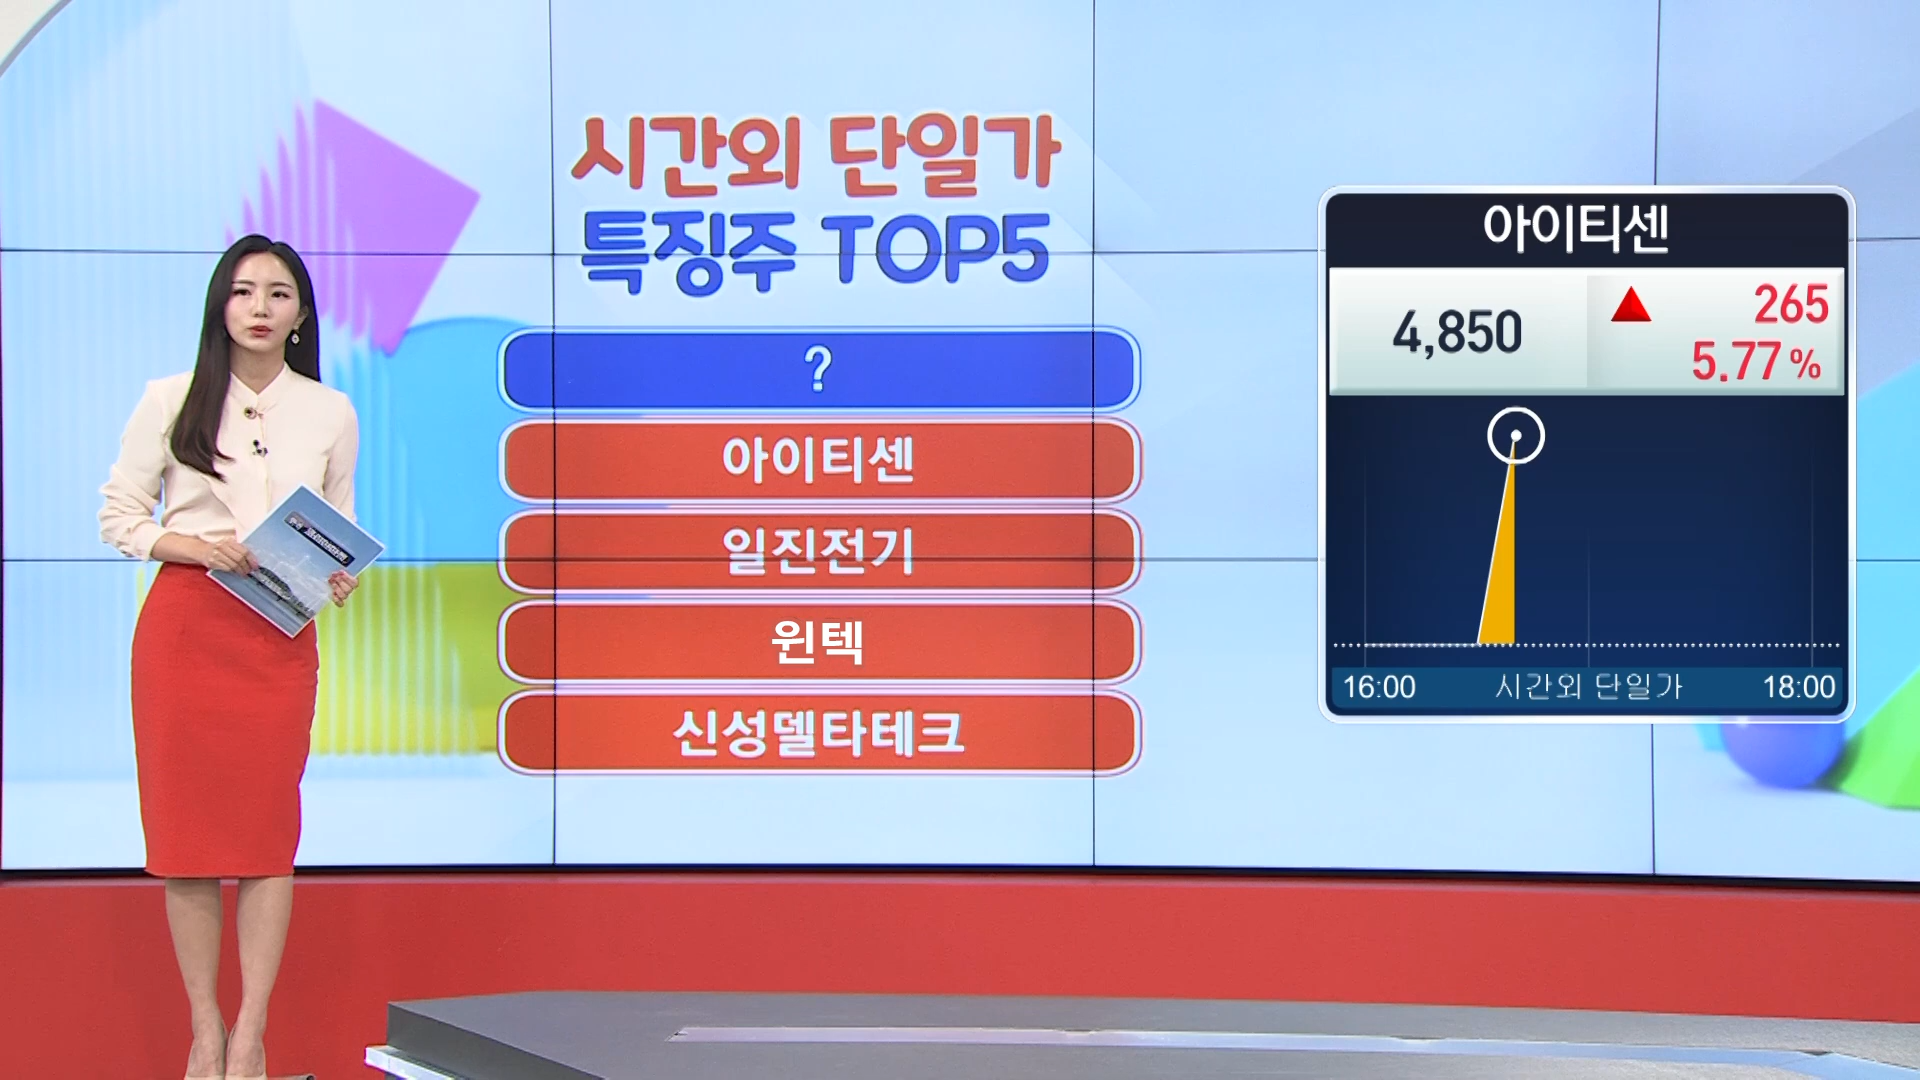 시간외 단일가
특징주 TOP5
?
아이티센
일진전기
윈텍
신성델타테크
아이티센
4,850
▲ 265
5.77%
16:00 시간외 단일가 18:00